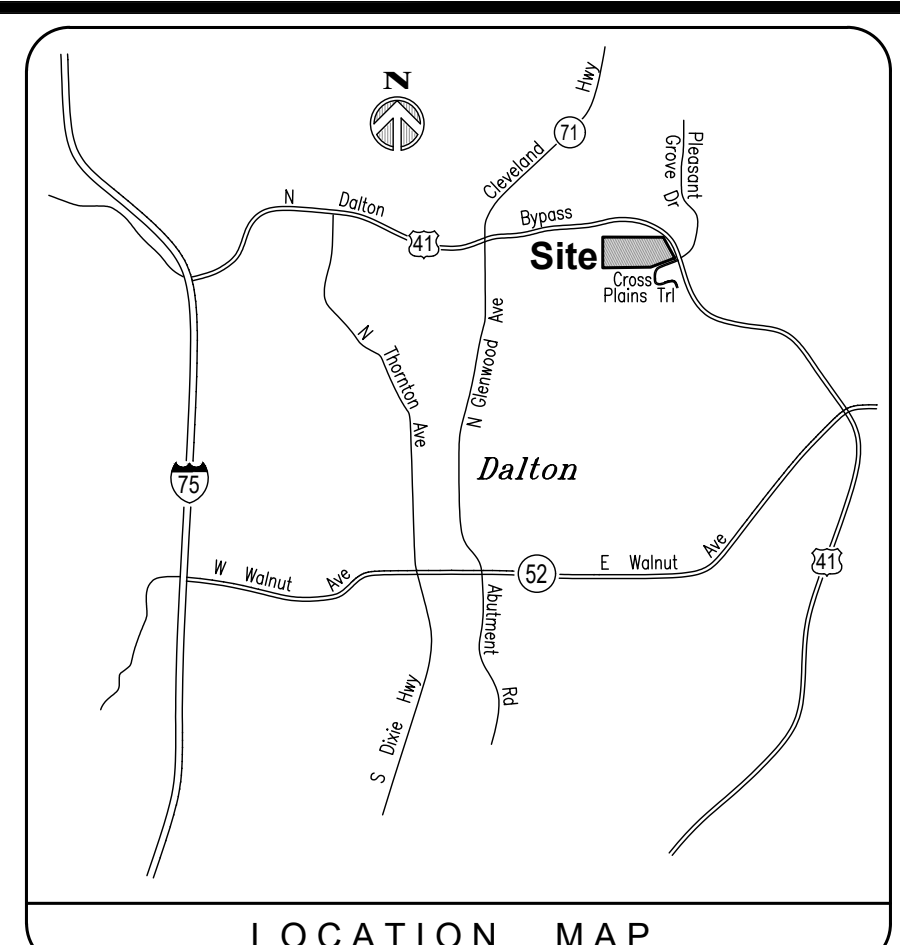 N
Hwy
71
Cleveland
Pleasant
Grove Dr
N Dalton
41
Bypass
Site
Cross
Plains Trl
N Thornton Ave
N Glenwood Ave
Dalton
75
W Walnut Ave
52
E Walnut Ave
41
Abutment Rd
S Dixie Hwy
LOCATION MAP